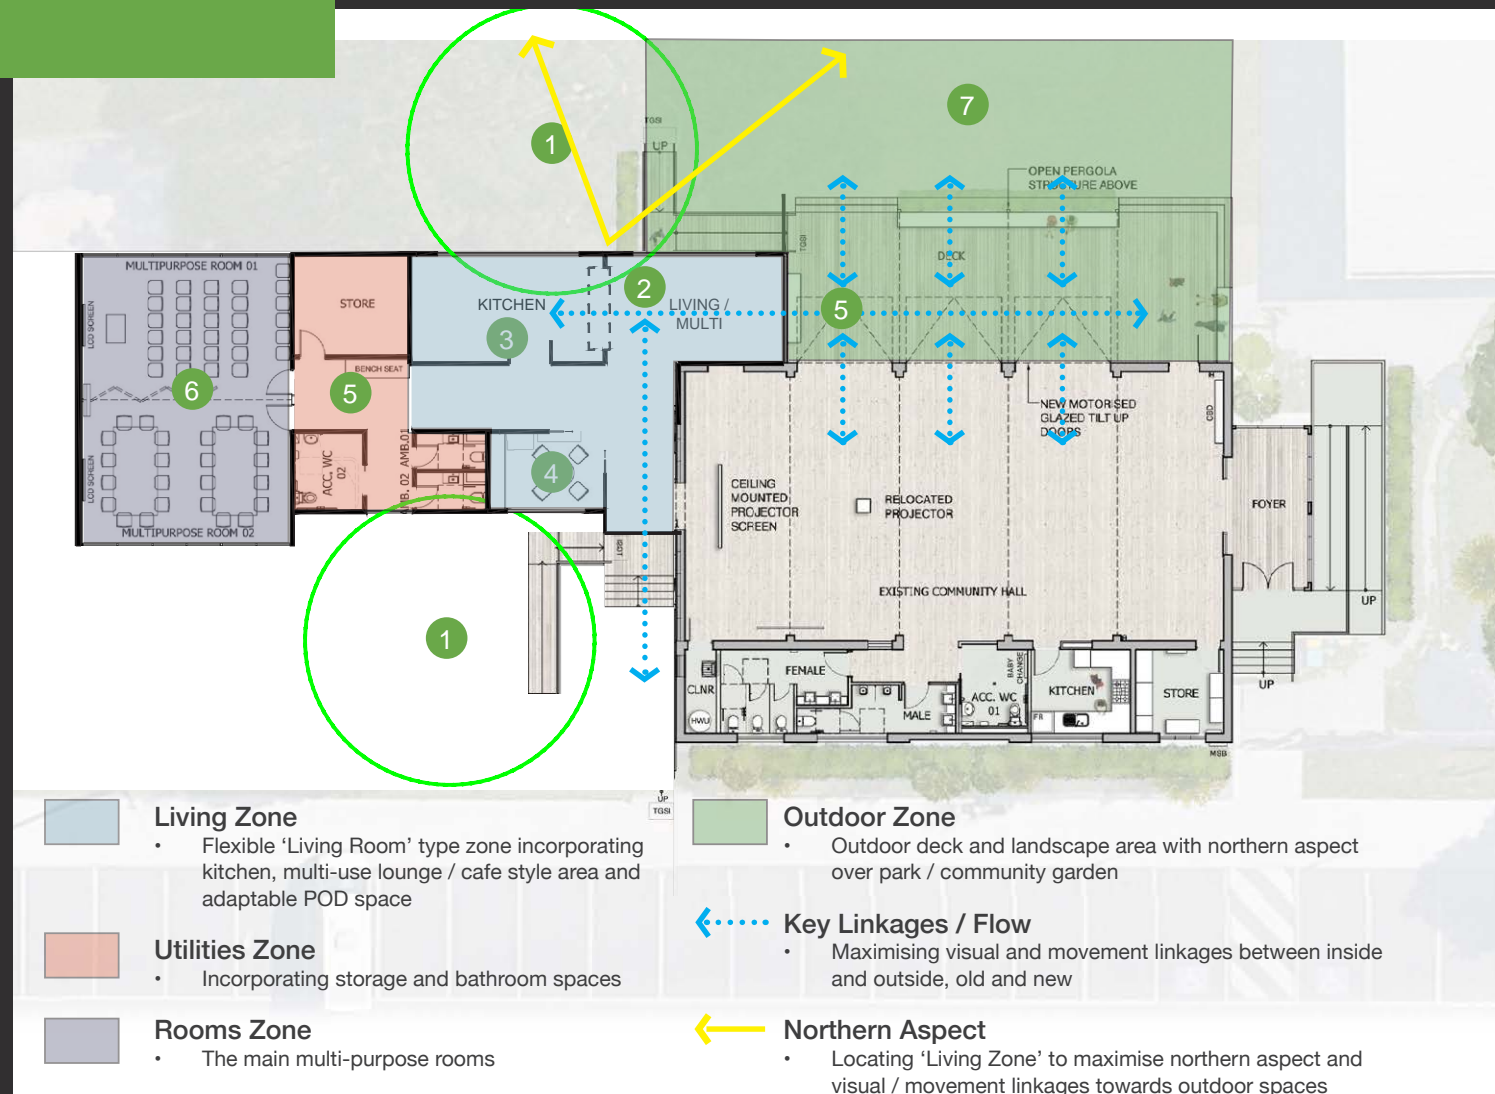 1
7
TGSI
UP
OPEN PERGOLA
STRUCTURE ABOVE
TGSI
DECK
MULTIPURPOSE ROOM 01
LCD SCREEN
STORE
KITCHEN
2
LIVING /
MULTI
3
5
BENCH SEAT
6
5
NEW MOTORISED
GLAZED TILT UP
DOORS
CBD
LCD SCREEN
ACC. WC
02
AMB. 02
AMB.01
4
CEILING
MOUNTED
PROJECTOR
SCREEN
RELOCATED
PROJECTOR
FOYER
MULTIPURPOSE ROOM 02
TGSI
EXISTING COMMUNITY HALL
UP
1
CLNR
FEMALE
BABY
CHANGE
ACC. WC
01
KITCHEN
STORE
UP
HWU
MALE
FR
MSB
UP
TGSI
Living Zone
• Flexible ‘Living Room’ type zone incorporating
kitchen, multi-use lounge / cafe style area and
adaptable POD space
Utilities Zone
• Incorporating storage and bathroom spaces
Rooms Zone
• The main multi-purpose rooms
Outdoor Zone
• Outdoor deck and landscape area with northern aspect
over park / community garden
Key Linkages / Flow
• Maximising visual and movement linkages between inside
and outside, old and new
Northern Aspect
• Locating ‘Living Zone’ to maximise northern aspect and
visual / movement linkages towards outdoor spaces